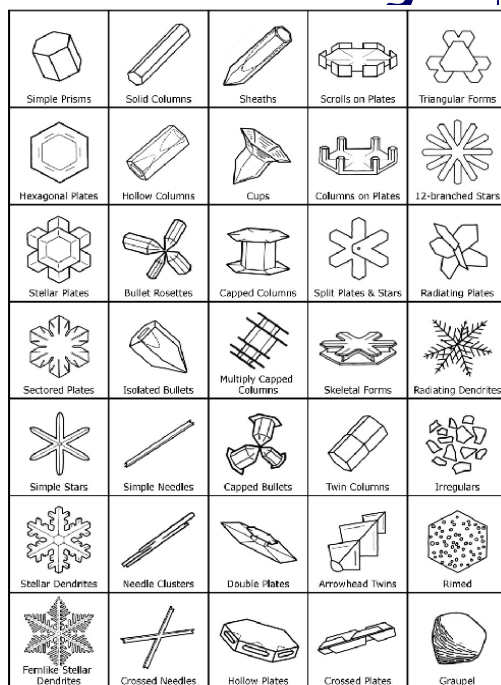 Simple Prisms
Solid Columns
Sheaths
Scrolls on Plates
Triangular Forms
Hexagonal Plates
Hollow Columns
Cups
Columns on Plates
12-branched Stars
Stellar Plates
Bullet Rosettes
Capped Columns
Split Plates & Stars
Radiating Plates
Sectored Plates
Isolated Bullets
Multiply Capped
Columns
Skeletal Forms
Radiating Dendrites
Simple Stars
Simple Needles
Capped Bullets
Twin Columns
Irregulars
Stellar Dendrites
Needle Clusters
Double Plates
Arrowhead Twins
Rimed
Fernlike Stellar
Dendrites
Crossed Needles
Hollow Plates
Crossed Plates
Graupel